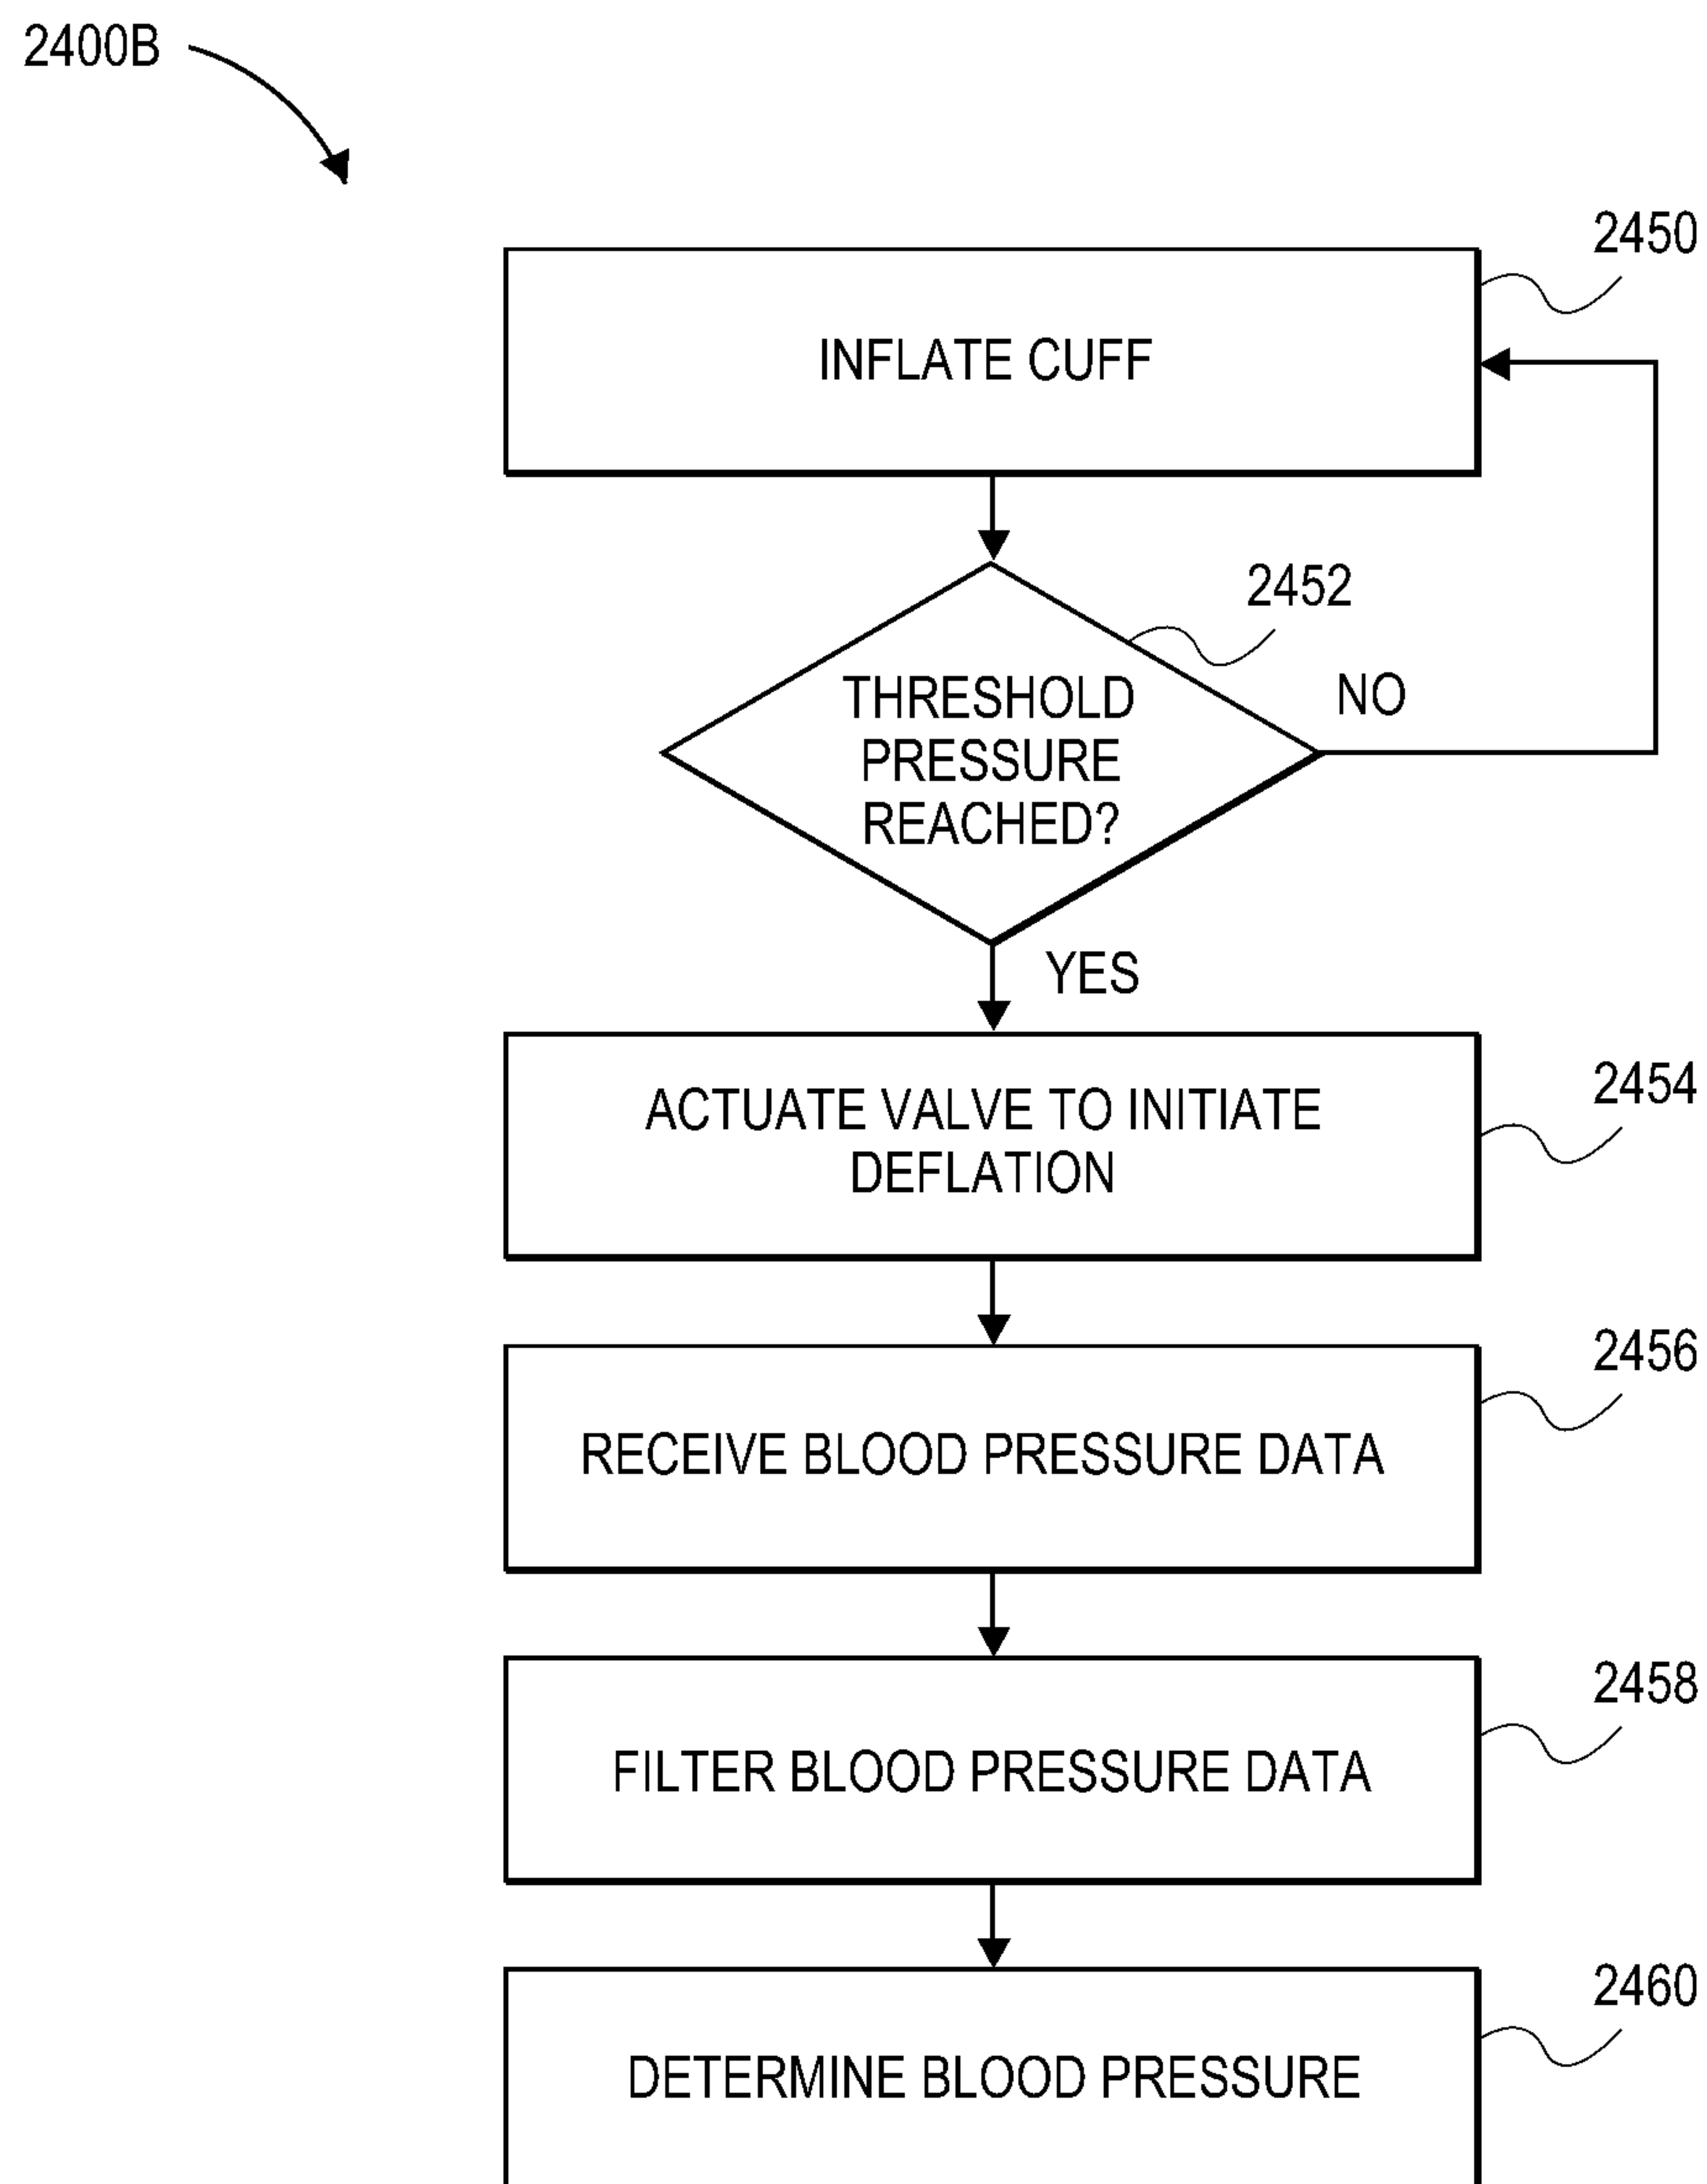 2400B
2450
INFLATE CUFF
2452
THRESHOLD
PRESSURE
REACHED?
NO
YES
2454
ACTUATE VALVE TO INITIATE
DEFLATION
2456
RECEIVE BLOOD PRESSURE DATA
2458
FILTER BLOOD PRESSURE DATA
2460
DETERMINE BLOOD PRESSURE